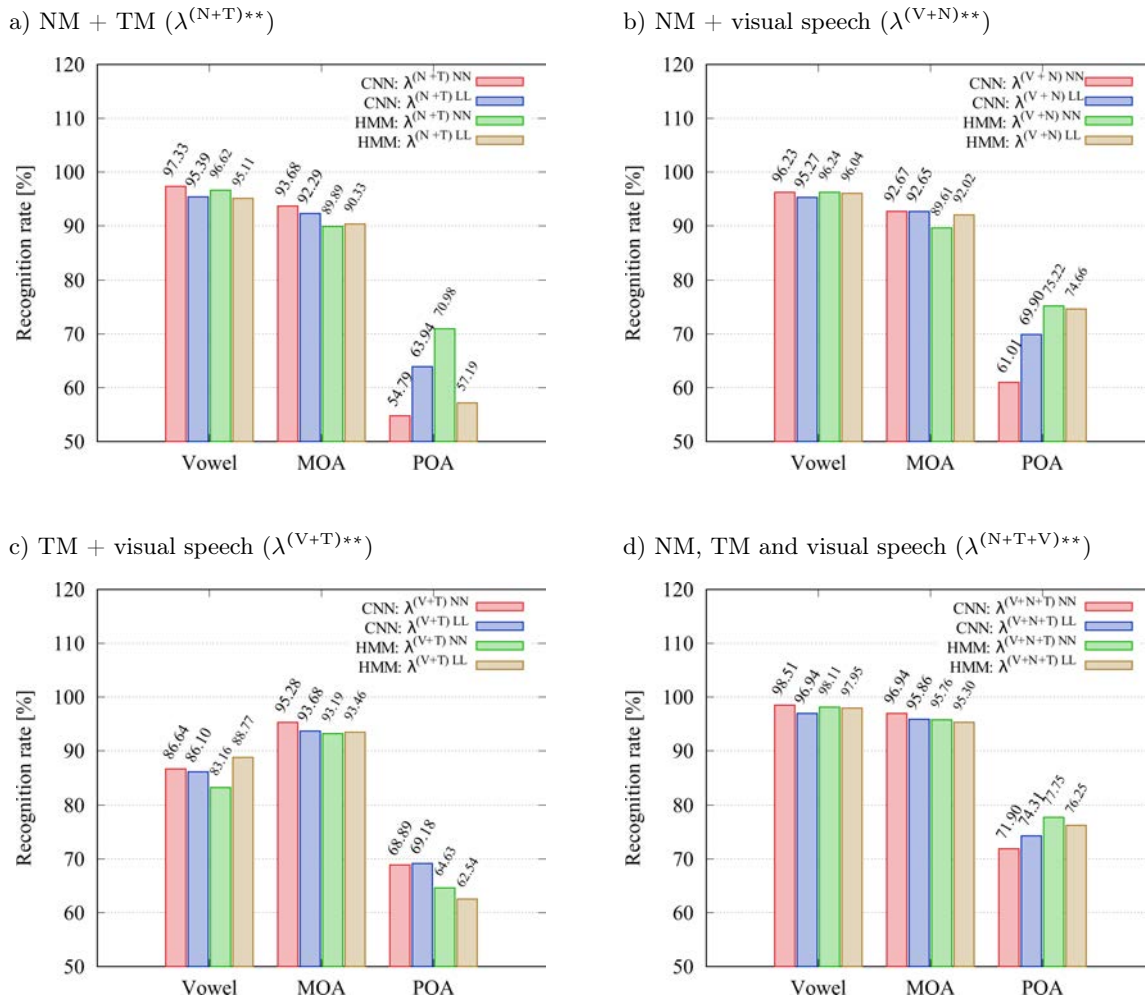 a) NM + TM (λ^(N+T)**)
120
110
100
90
80
70
60
50
Recognition rate [%]
CNN: λ^(N +T) NN
CNN: λ^(N +T) LL
HMM: λ^(N +T) NN
HMM: λ^(N +T) LL
97.33 95.39 96.62 95.11
93.68 92.29 89.89 90.33
54.79 63.94 70.98 57.19
Vowel MOA POA
b) NM + visual speech (λ^(V+N)**)
120
110
100
90
80
70
60
50
Recognition rate [%]
CNN: λ^(V + N) NN
CNN: λ^(V + N) LL
HMM: λ^(V +N) NN
HMM: λ^(V +N) LL
96.23 95.27 96.24 96.04
92.67 92.65 89.61 92.02
61.01 69.90 75.22 74.66
Vowel MOA POA
c) TM + visual speech (λ^(V+T)**)
120
110
100
90
80
70
60
50
Recognition rate [%]
CNN: λ^(V+T) NN
CNN: λ^(V+T) LL
HMM: λ^(V+T) NN
HMM: λ^(V+T) LL
86.64 86.10 83.16 88.77
95.28 93.68 93.19 93.46
68.89 69.18 64.63 62.54
Vowel MOA POA
d) NM, TM and visual speech (λ^(N+T+V)**)
120
110
100
90
80
70
60
50
Recognition rate [%]
CNN: λ^(V+N+T) NN
CNN: λ^(V+N+T) LL
HMM: λ^(V+N+T) NN
HMM: λ^(V+N+T) LL
98.51 96.94 98.11 97.95
96.94 95.86 95.76 95.30
71.90 74.31 77.75 76.25
Vowel MOA POA